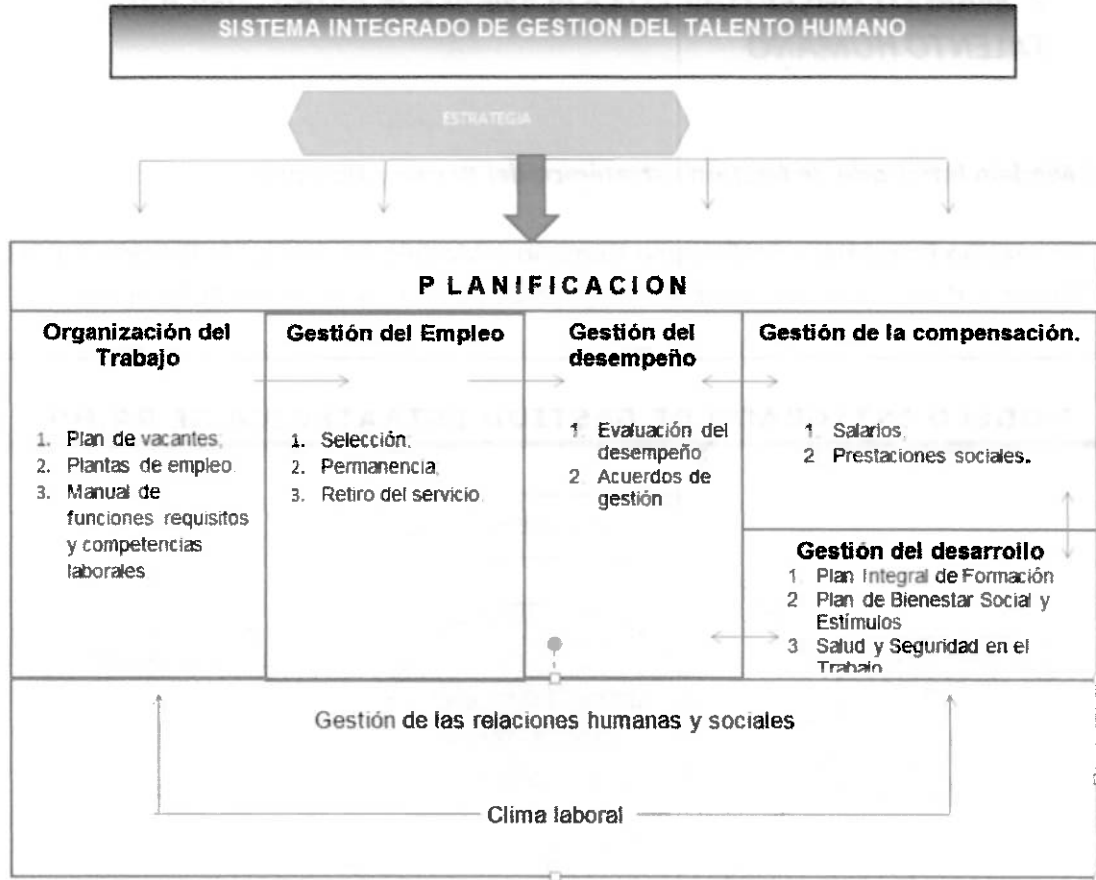 SISTEMA INTEGRADO DE GESTION DEL TALENTO HUMANO
ESTRATEGIA
PLANIFICACION
Organización del
Trabajo
1. Plan de vacantes.
2. Plantas de empleo.
3. Manual de
funciones requisitos
y competencias
laborales
Gestión del Empleo
1. Selección.
2. Permanencia.
3. Retiro del servicio.
Gestión del
desempeño
1. Evaluación del
desempeño
2. Acuerdos de
gestión
Gestión de la compensación.
1 Salarios.
2 Prestaciones sociales.
Gestión del desarrollo
1 Plan Integral de Formación
2 Plan de Bienestar Social y
Estímulos
3 Salud y Seguridad en el
Trabajo
Gestión de las relaciones humanas y sociales
Clima laboral